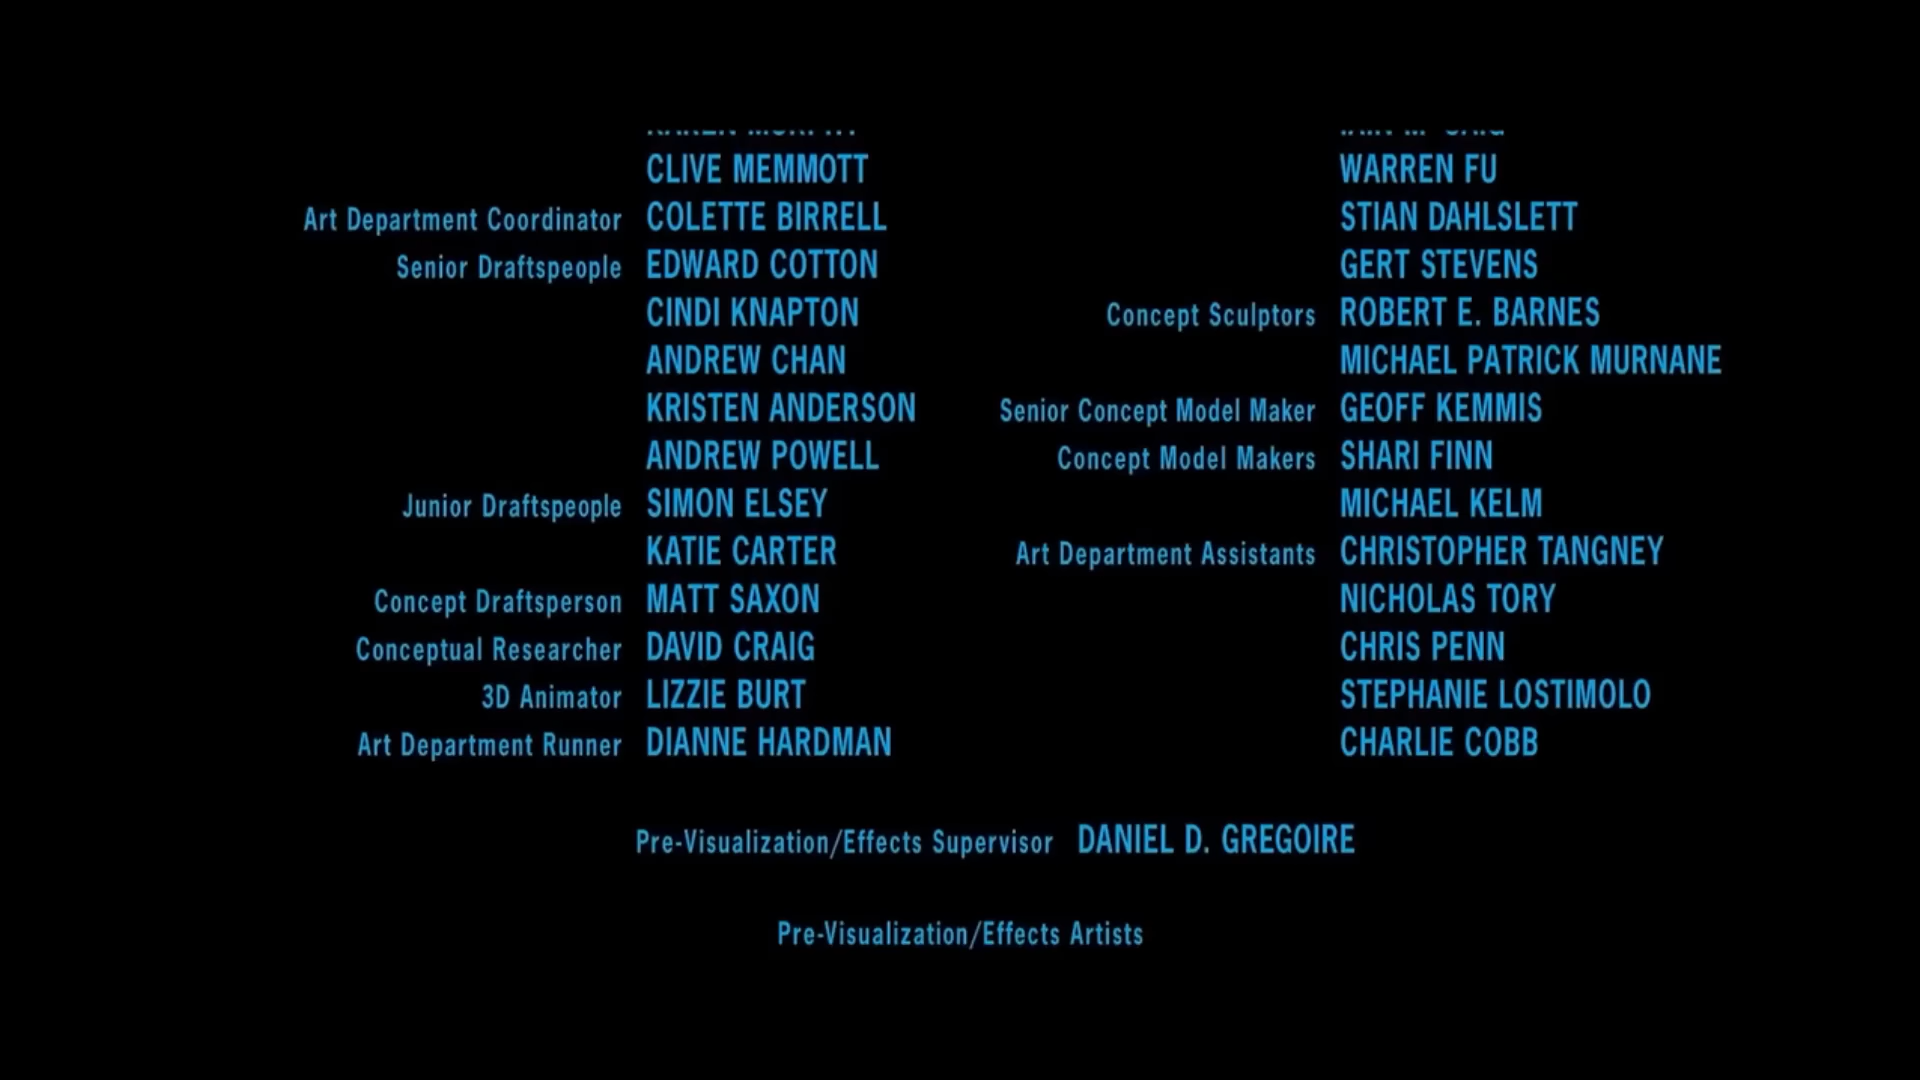 CLIVE MEMMOTT
Art Department Coordinator COLETTE BIRRELL
Senior Draftspeople EDWARD COTTON
CINDI KNAPTON
ANDREW CHAN
KRISTEN ANDERSON
ANDREW POWELL
Junior Draftspeople SIMON ELSEY
KATIE CARTER
Concept Draftsperson MATT SAXON
Conceptual Researcher DAVID CRAIG
3D Animator LIZZIE BURT
Art Department Runner DIANNE HARDMAN
WARREN FU
STIAN DAHLSLETT
GERT STEVENS
Concept Sculptors ROBERT E. BARNES
MICHAEL PATRICK MURNANE
Senior Concept Model Maker GEOFF KEMMIS
Concept Model Makers SHARI FINN
MICHAEL KELM
Art Department Assistants CHRISTOPHER TANGNEY
NICHOLAS TORY
CHRIS PENN
STEPHANIE LOSTIMOLO
CHARLIE COBB
Pre-Visualization/Effects Supervisor DANIEL D. GREGOIRE
Pre-Visualization/Effects Artists